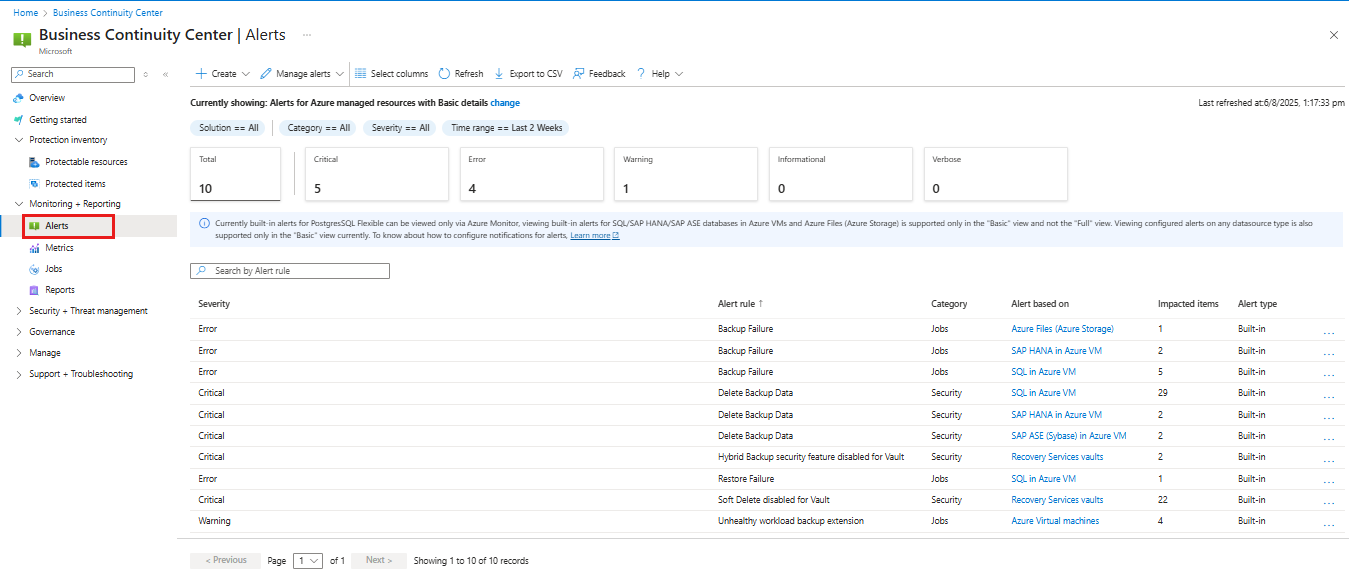 Home > Business Continuity Center
Business Continuity Center | Alerts ...
Microsoft
Search
Overview
Getting started
Protection inventory
Protectable resources
Protected items
Monitoring + Reporting
Alerts
Metrics
Jobs
Reports
Security + Threat management
Governance
Manage
Support + Troubleshooting
Create Manage alerts Select columns Refresh Export to CSV Feedback Help
Currently showing: Alerts for Azure managed resources with Basic details change Last refreshed at:6/8/2025, 1:17:33 pm
Solution == All Category == All Severity == All Time range == Last 2 Weeks
Total Critical Error Warning Informational Verbose
10 5 4 1 0 0
Currently built-in alerts for PostgresSQL Flexible can be viewed only via Azure Monitor, viewing built-in alerts for SQL/SAP HANA/SAP ASE databases in Azure VMs and Azure Files (Azure Storage) is supported only in the "Basic" view and not the "Full" view. Viewing configured alerts on any datasource type is also
supported only in the "Basic" view currently. To know about how to configure notifications for alerts, Learn more
Search by Alert rule
Severity Alert rule ↑ Category Alert based on Impacted items Alert type
Error Backup Failure Jobs Azure Files (Azure Storage) 1 Built-in ...
Error Backup Failure Jobs SAP HANA in Azure VM 2 Built-in ...
Error Backup Failure Jobs SQL in Azure VM 5 Built-in ...
Critical Delete Backup Data Security SQL in Azure VM 29 Built-in ...
Critical Delete Backup Data Security SAP HANA in Azure VM 2 Built-in ...
Critical Delete Backup Data Security SAP ASE (Sybase) in Azure VM 2 Built-in ...
Critical Hybrid Backup security feature disabled for Vault Security Recovery Services vaults 2 Built-in ...
Error Restore Failure Jobs SQL in Azure VM 1 Built-in ...
Critical Soft Delete disabled for Vault Security Recovery Services vaults 22 Built-in ...
Warning Unhealthy workload backup extension Jobs Azure Virtual machines 4 Built-in ...
< Previous Page 1 of 1 Next > Showing 1 to 10 of 10 records